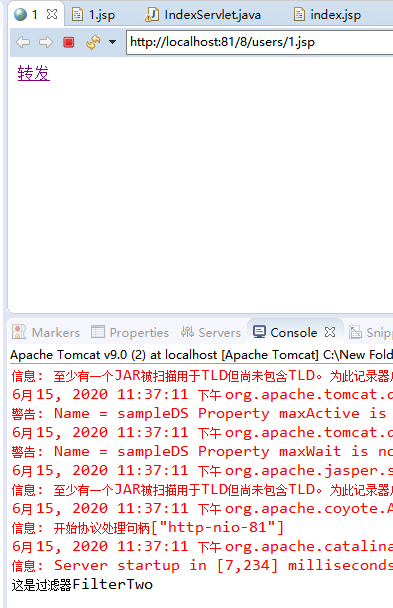 1 1.jsp IndexServlet.java index.jsp
http://localhost:81/8/users/1.jsp
转发
Markers Properties Servers Console Snip
Apache Tomcat v9.0 (2) at localhost [Apache Tomcat] C:\New Fold
信息: 至少有一个JAR被扫描用于TLD但尚未包含TLD。为此记录器
6月 15, 2020 11:37:11 下午 org.apache.tomcat.
警告: Name = sampleDS Property maxActive is
6月 15, 2020 11:37:11 下午 org.apache.tomcat.
警告: Name = sampleDS Property maxWait is no
6月 15, 2020 11:37:11 下午 org.apache.jasper.s
信息: 至少有一个JAR被扫描用于TLD但尚未包含TLD。为此记录器
6月 15, 2020 11:37:11 下午 org.apache.coyote.A
信息: 开始协议处理句柄["http-nio-81"]
6月 15, 2020 11:37:11 下午 org.apache.catalina
信息: Server startup in [7,234] milliseconds
这是过滤器FilterTwo